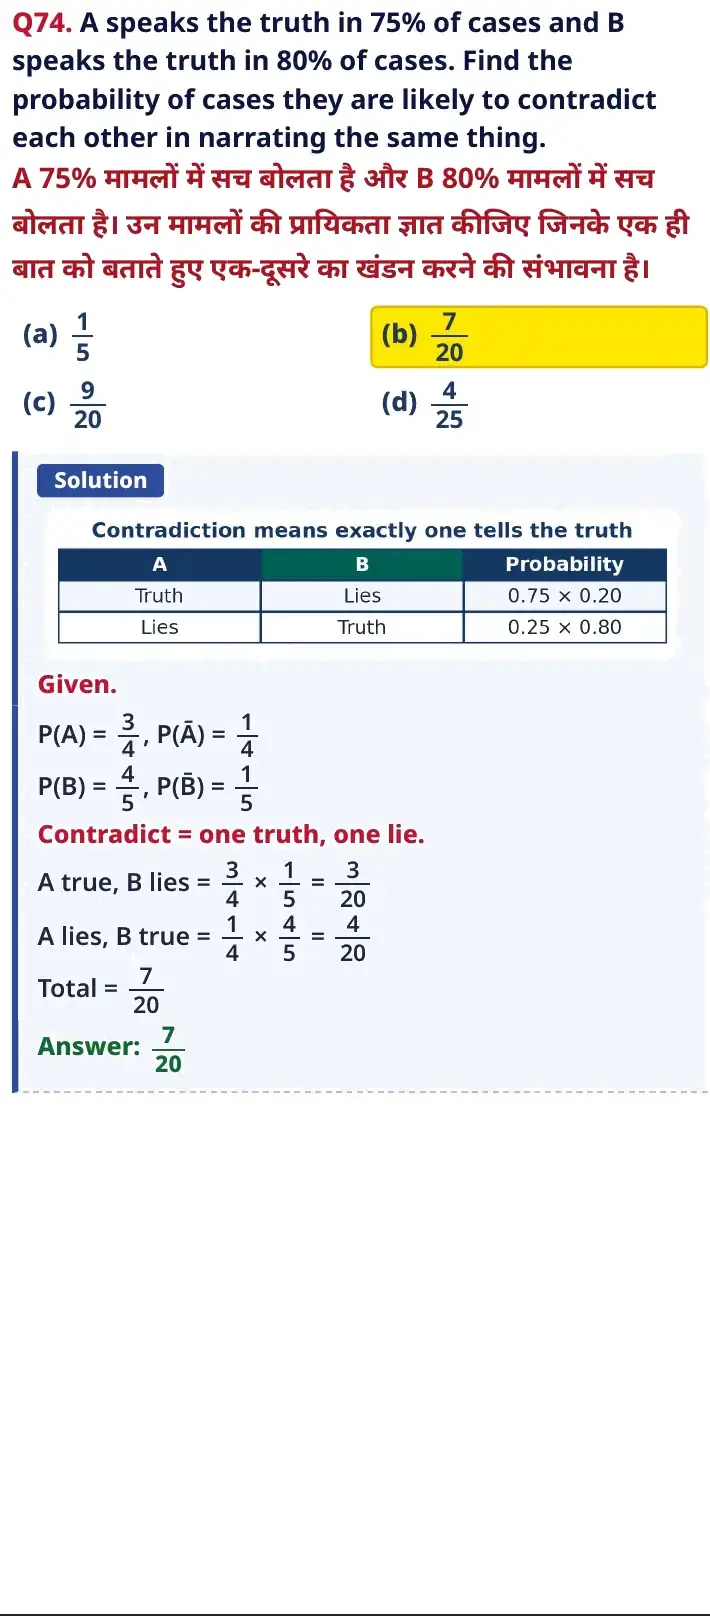 Q74. A speaks the truth in 75% of cases and B
speaks the truth in 80% of cases. Find the
probability of cases they are likely to contradict
each other in narrating the same thing.
A 75% मामलों में सच बोलता है और B 80% मामलों में सच
बोलता है। उन मामलों की प्रायिकता ज्ञात कीजिए जिनके एक ही
बात को बताते हुए एक-दूसरे का खंडन करने की संभावना है।
(a) 1/5 (b) 7/20
(c) 9/20 (d) 4/25
Solution
Contradiction means exactly one tells the truth
A B Probability
Truth Lies 0.75 × 0.20
Lies Truth 0.25 × 0.80
Given.
P(A) = 3/4, P(Ā) = 1/4
P(B) = 4/5, P(B̄) = 1/5
Contradict = one truth, one lie.
A true, B lies = 3/4 × 1/5 = 3/20
A lies, B true = 1/4 × 4/5 = 4/20
Total = 7/20
Answer: 7/20